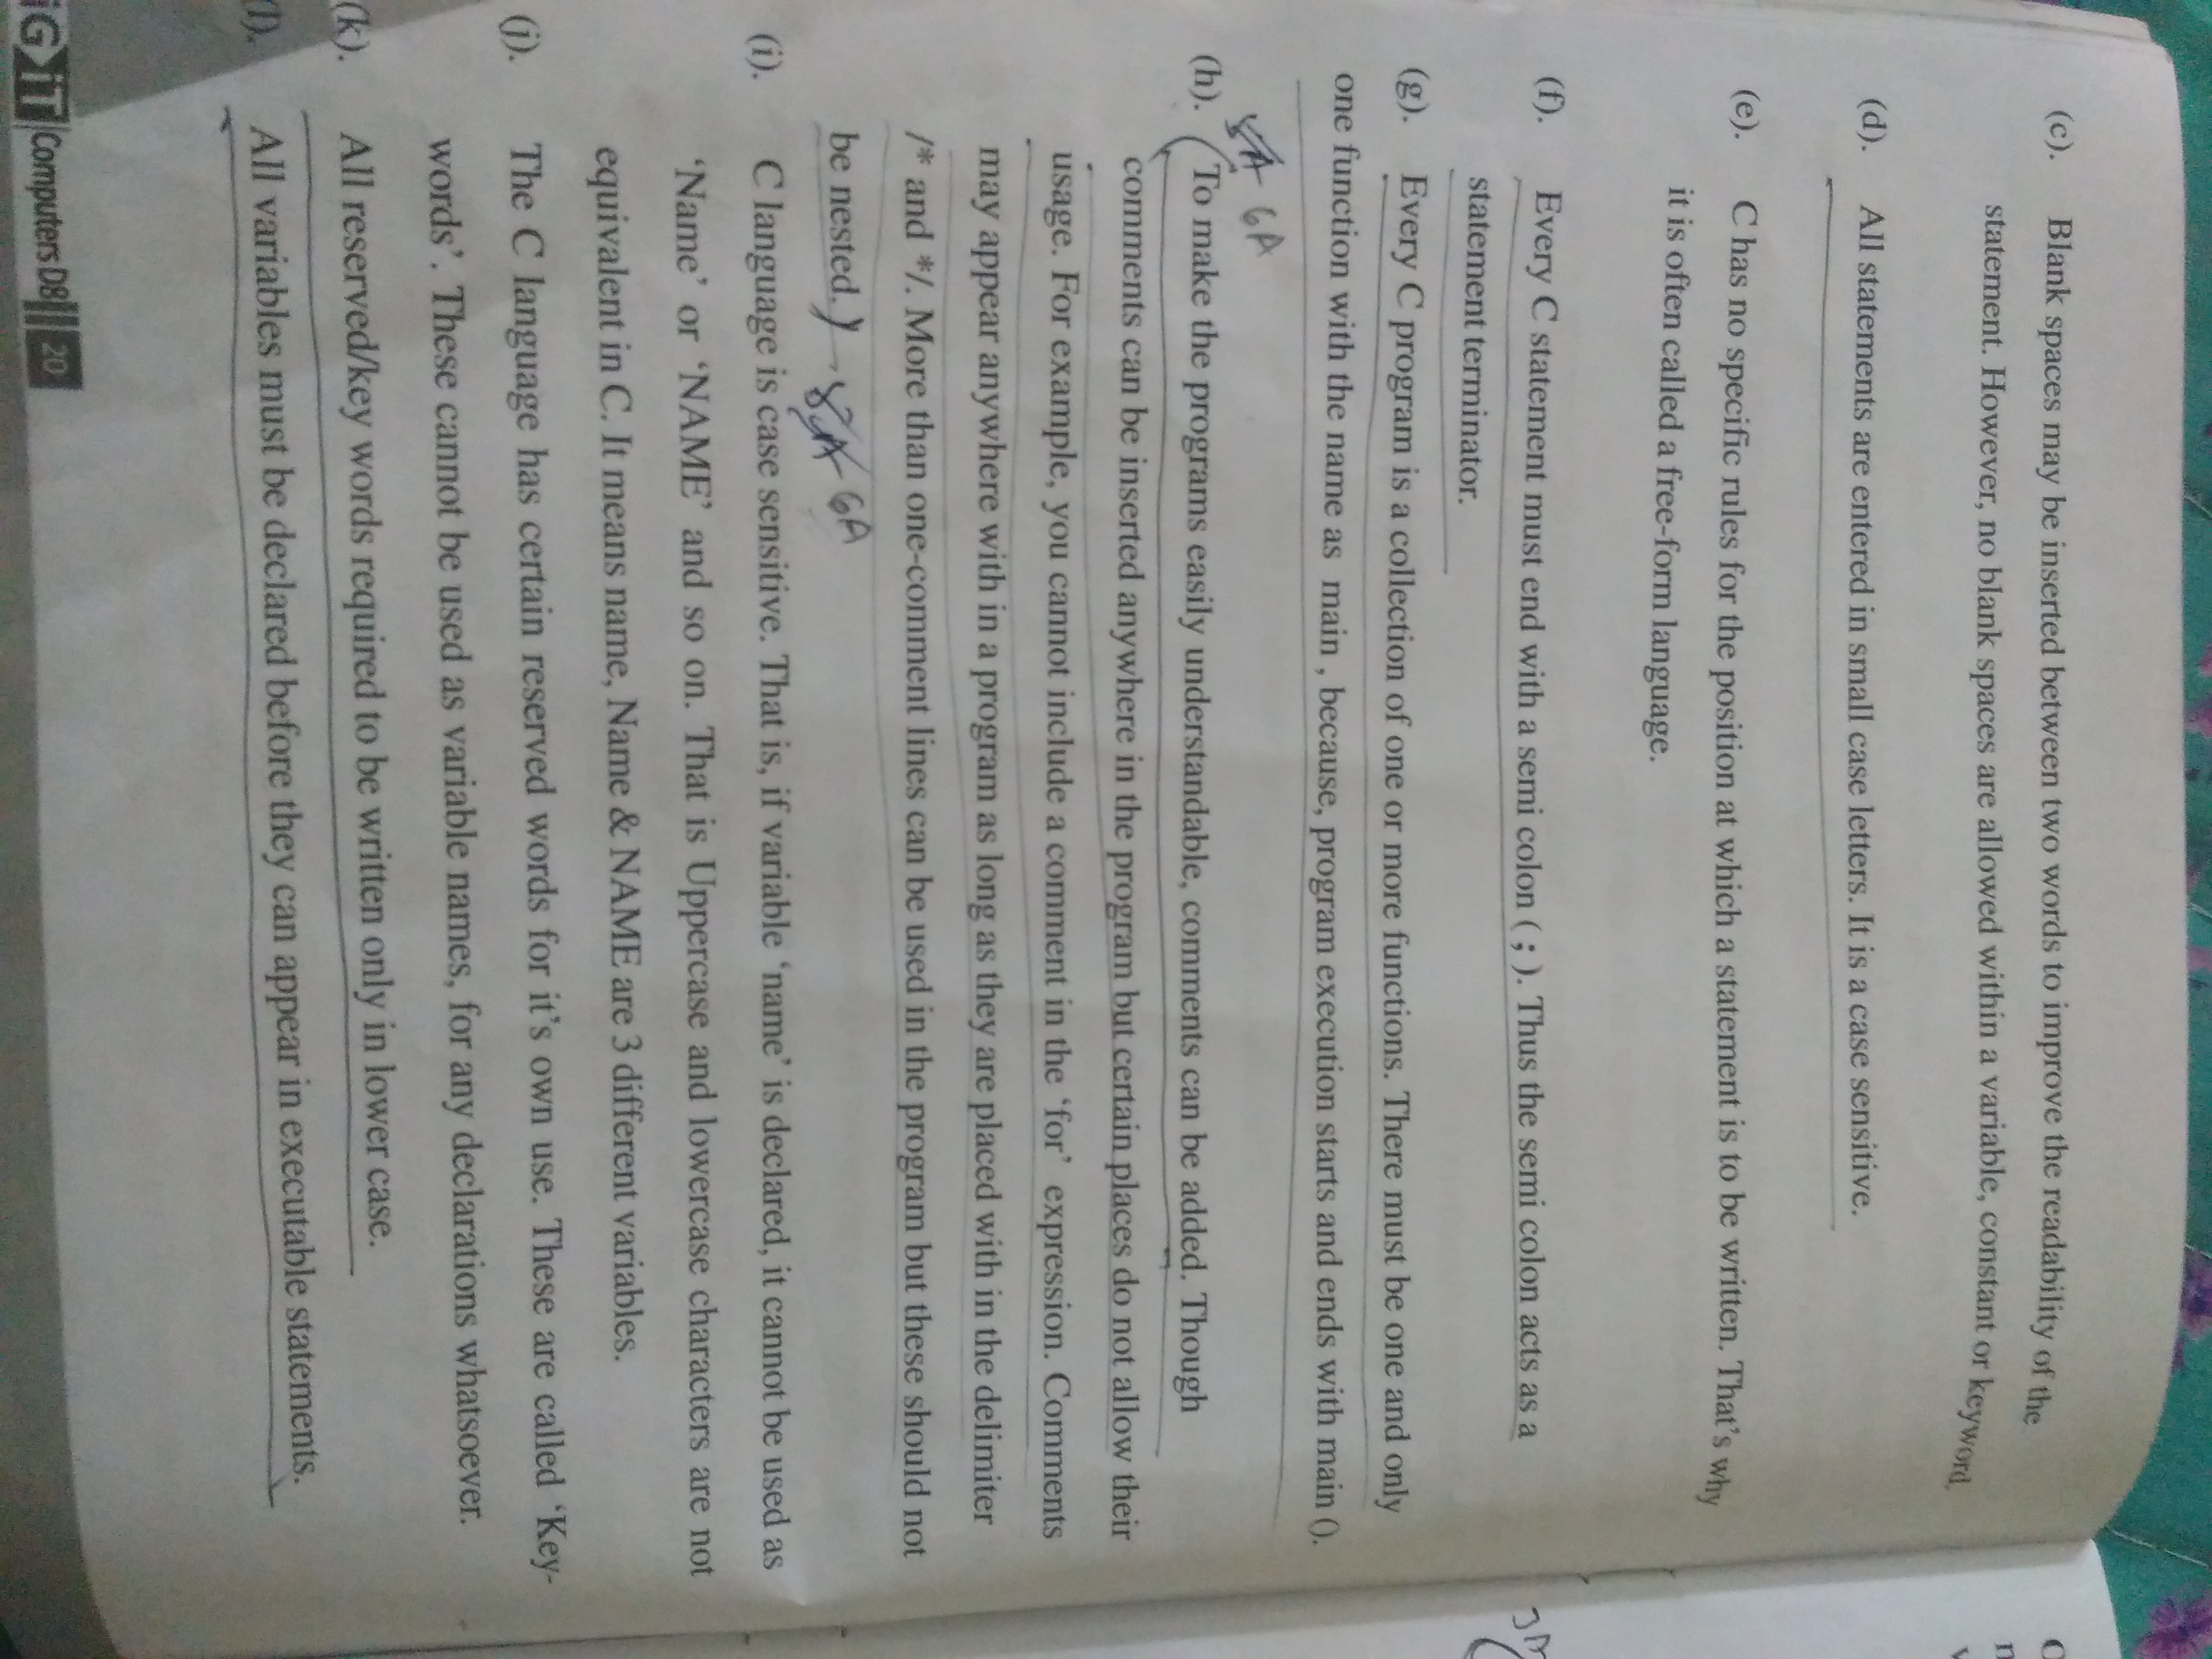 (c). Blank spaces may be inserted between two words to improve the readability of the
statement. However, no blank spaces are allowed within a variable, constant or keyword
(d). All statements are entered in small case letters. It is a case sensitive.
(e). C has no specific rules for the position at which a statement is to be written. That's why
it is often called a free-form language.
(f). Every C statement must end with a semi colon ( ; ). Thus the semi colon acts as a
statement terminator.
(g). Every C program is a collection of one or more functions. There must be one and only
one function with the name as main , because, program execution starts and ends with main ().
6A
(h). (To make the programs easily understandable, comments can be added. Though
comments can be inserted anywhere in the program but certain places do not allow their
usage. For example, you cannot include a comment in the 'for' expression. Comments
may appear anywhere with in a program as long as they are placed with in the delimiter
/* and */. More than one-comment lines can be used in the program but these should not
be nested.) 6A
(i). C language is case sensitive. That is, if variable 'name' is declared, it cannot be used as
'Name' or 'NAME' and so on. That is Uppercase and lowercase characters are not
equivalent in C. It means name, Name & NAME are 3 different variables.
(j). The C language has certain reserved words for it's own use. These are called 'Key-
words'. These cannot be used as variable names, for any declarations whatsoever.
(k). All reserved/key words required to be written only in lower case.
(l). All variables must be declared before they can appear in executable statements.
GiT Computers D8 20